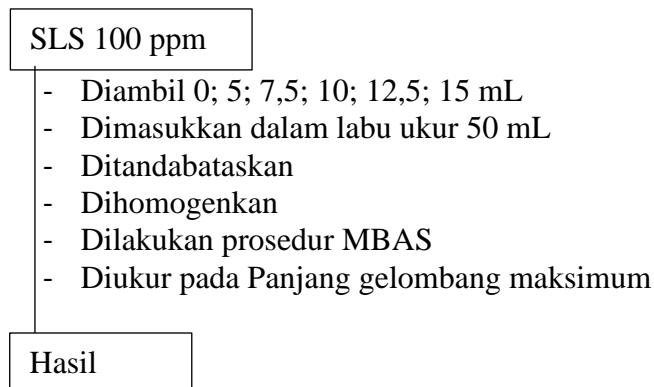 SLS 100 ppm
- Diambil 0; 5; 7,5; 10; 12,5; 15 mL
- Dimasukkan dalam labu ukur 50 mL
- Ditandabataskan
- Dihomogenkan
- Dilakukan prosedur MBAS
- Diukur pada Panjang gelombang maksimum
Hasil